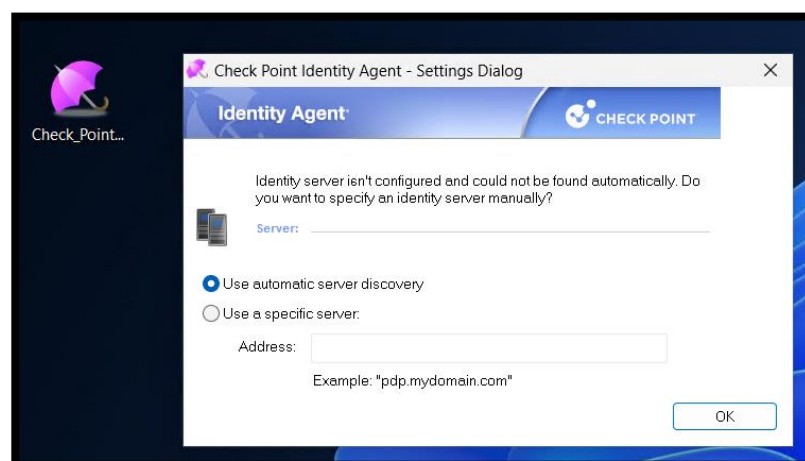 Check Point Identity Agent - Settings Dialog
Identity Agent
CHECK POINT
Check_Point...
Identity server isn't configured and could not be found automatically. Do
you want to specify an identity server manually?
Server:
Use automatic server discovery
Use a specific server:
Address:
Example: "pdp.mydomain.com"
OK